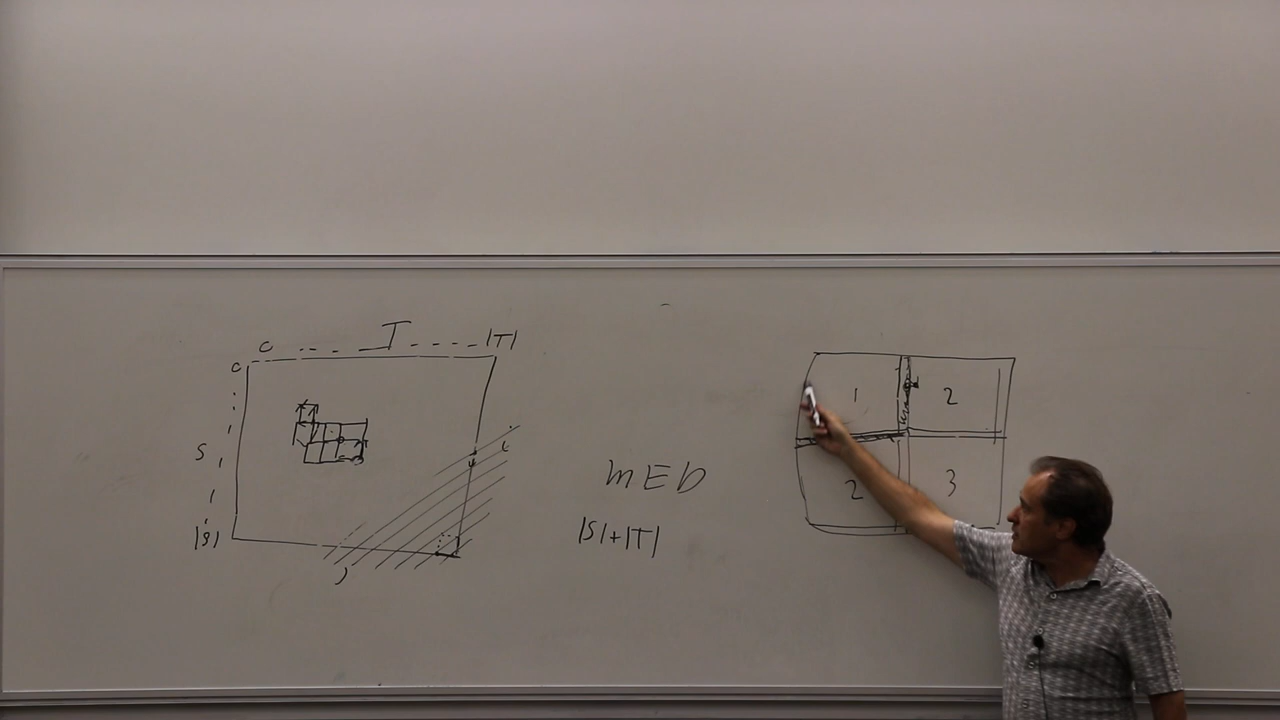 0 .. T ---- |T|
0
S
|S|
MED
|S|+|T|
1 2
2 3